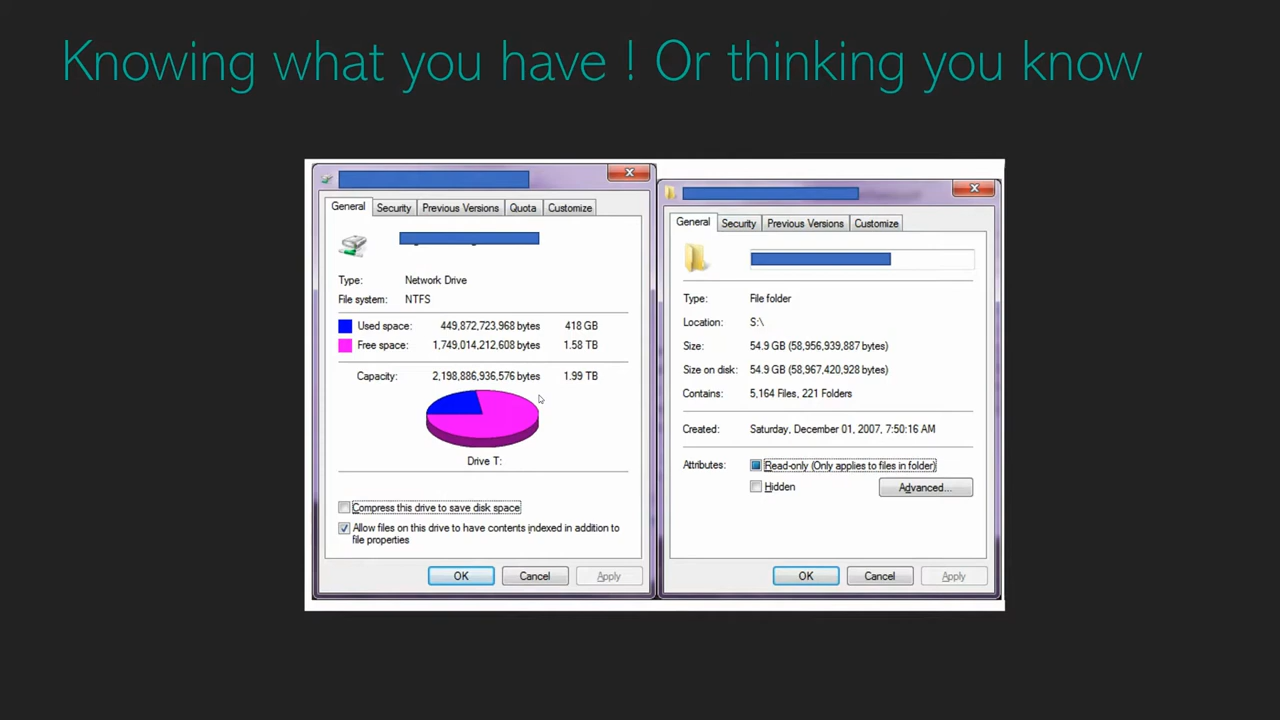 Knowing what you have ! Or thinking you know
General Security Previous Versions Quota Customize
Type: Network Drive
File system: NTFS
Used space: 449,872,723,968 bytes 418 GB
Free space: 1,749,014,212,608 bytes 1.58 TB
Capacity: 2,198,886,936,576 bytes 1.99 TB
Drive T:
Compress this drive to save disk space
Allow files on this drive to have contents indexed in addition to
file properties
OK Cancel Apply
General Security Previous Versions Customize
Type: File folder
Location: S:\
Size: 54.9 GB (58,956,939,887 bytes)
Size on disk: 54.9 GB (58,967,420,928 bytes)
Contains: 5,164 Files, 221 Folders
Created: Saturday, December 01, 2007, 7:50:16 AM
Attributes: Read-only (Only applies to files in folder)
Hidden Advanced...
OK Cancel Apply